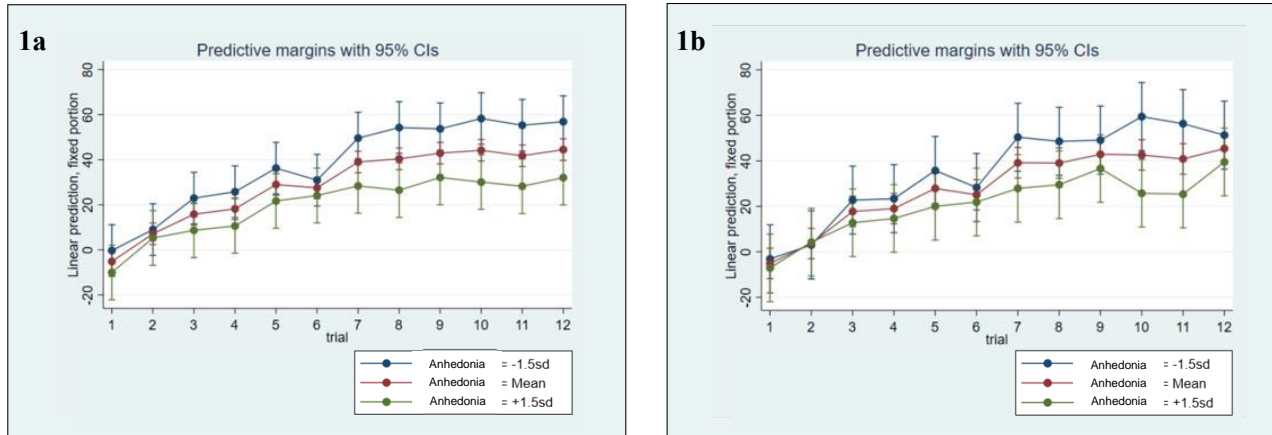 1a
Predictive margins with 95% CIs
Linear prediction, fixed portion
80
60
40
20
0
-20
1 2 3 4 5 6 7 8 9 10 11 12
trial
Anhedonia = -1.5sd
Anhedonia = Mean
Anhedonia = +1.5sd
1b
Predictive margins with 95% CIs
Linear prediction, fixed portion
80
60
40
20
0
-20
1 2 3 4 5 6 7 8 9 10 11 12
trial
Anhedonia = -1.5sd
Anhedonia = Mean
Anhedonia = +1.5sd